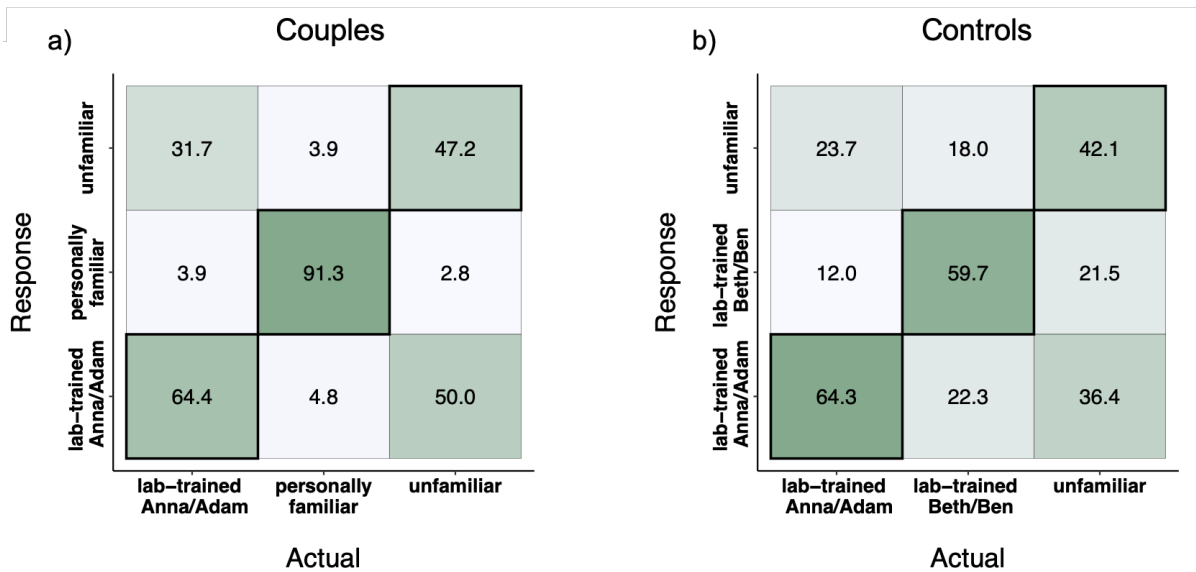 a)
Couples
Response
unfamiliar
personally
familiar
lab–trained
Anna/Adam
31.7 3.9 47.2
3.9 91.3 2.8
64.4 4.8 50.0
lab–trained
Anna/Adam
personally
familiar
unfamiliar
Actual
b)
Controls
Response
unfamiliar
lab–trained
Beth/Ben
lab–trained
Anna/Adam
23.7 18.0 42.1
12.0 59.7 21.5
64.3 22.3 36.4
lab–trained
Anna/Adam
lab–trained
Beth/Ben
unfamiliar
Actual